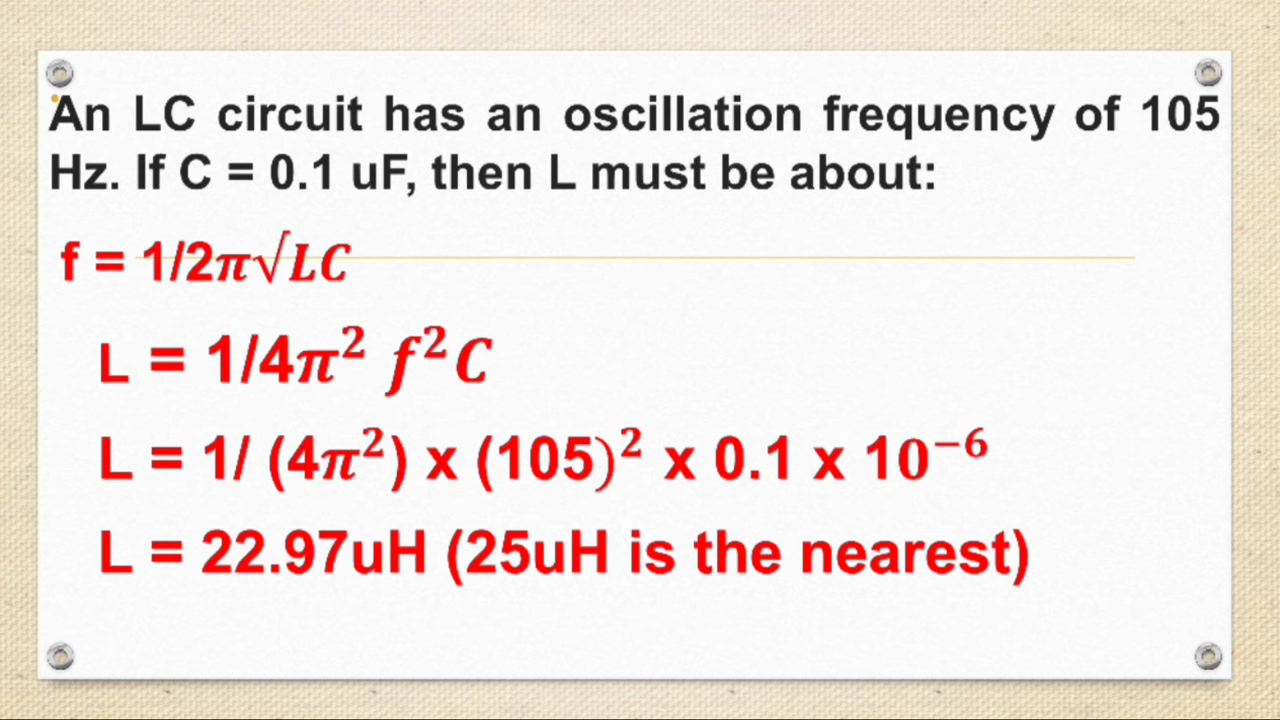 An LC circuit has an oscillation frequency of 105
Hz. If C = 0.1 uF, then L must be about:
f = 1/2π√LC
L = 1/4π² f²C
L = 1/ (4π²) x (105)² x 0.1 x 10⁻⁶
L = 22.97uH (25uH is the nearest)